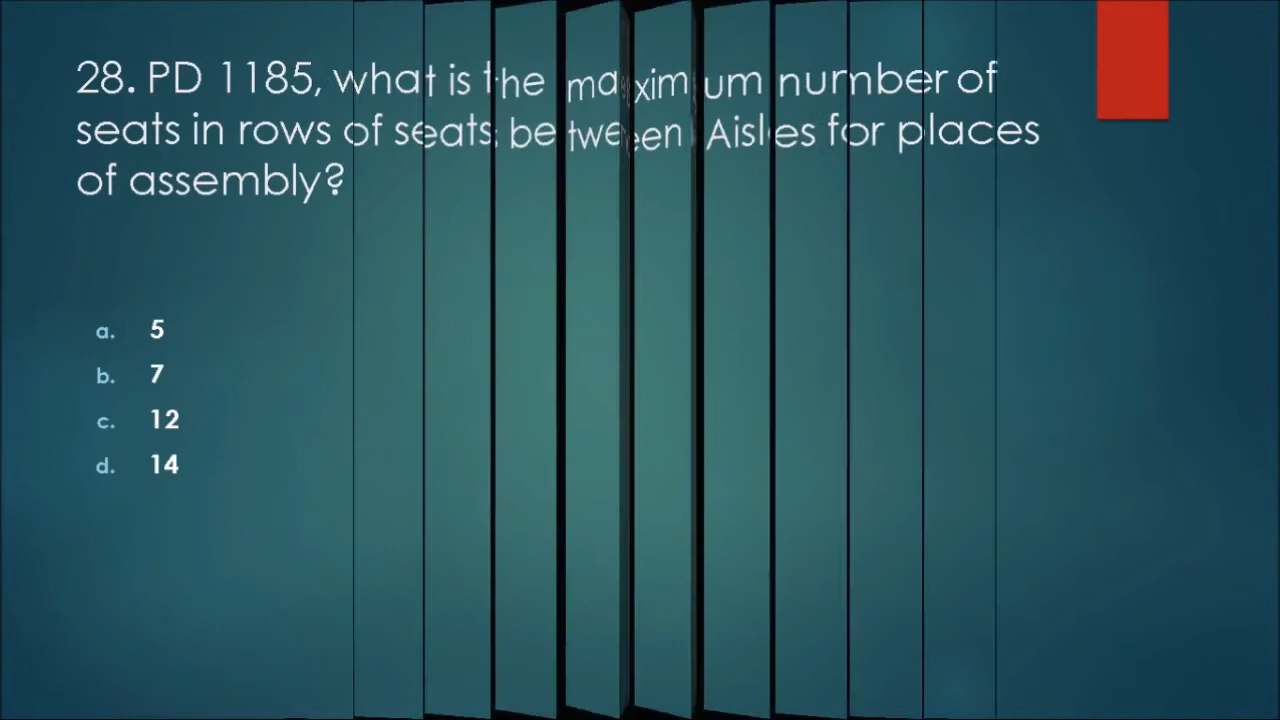 28. PD 1185, what is the maximum number of
seats in rows of seats between Aisles for places
of assembly?
a. 5
b. 7
c. 12
d. 14